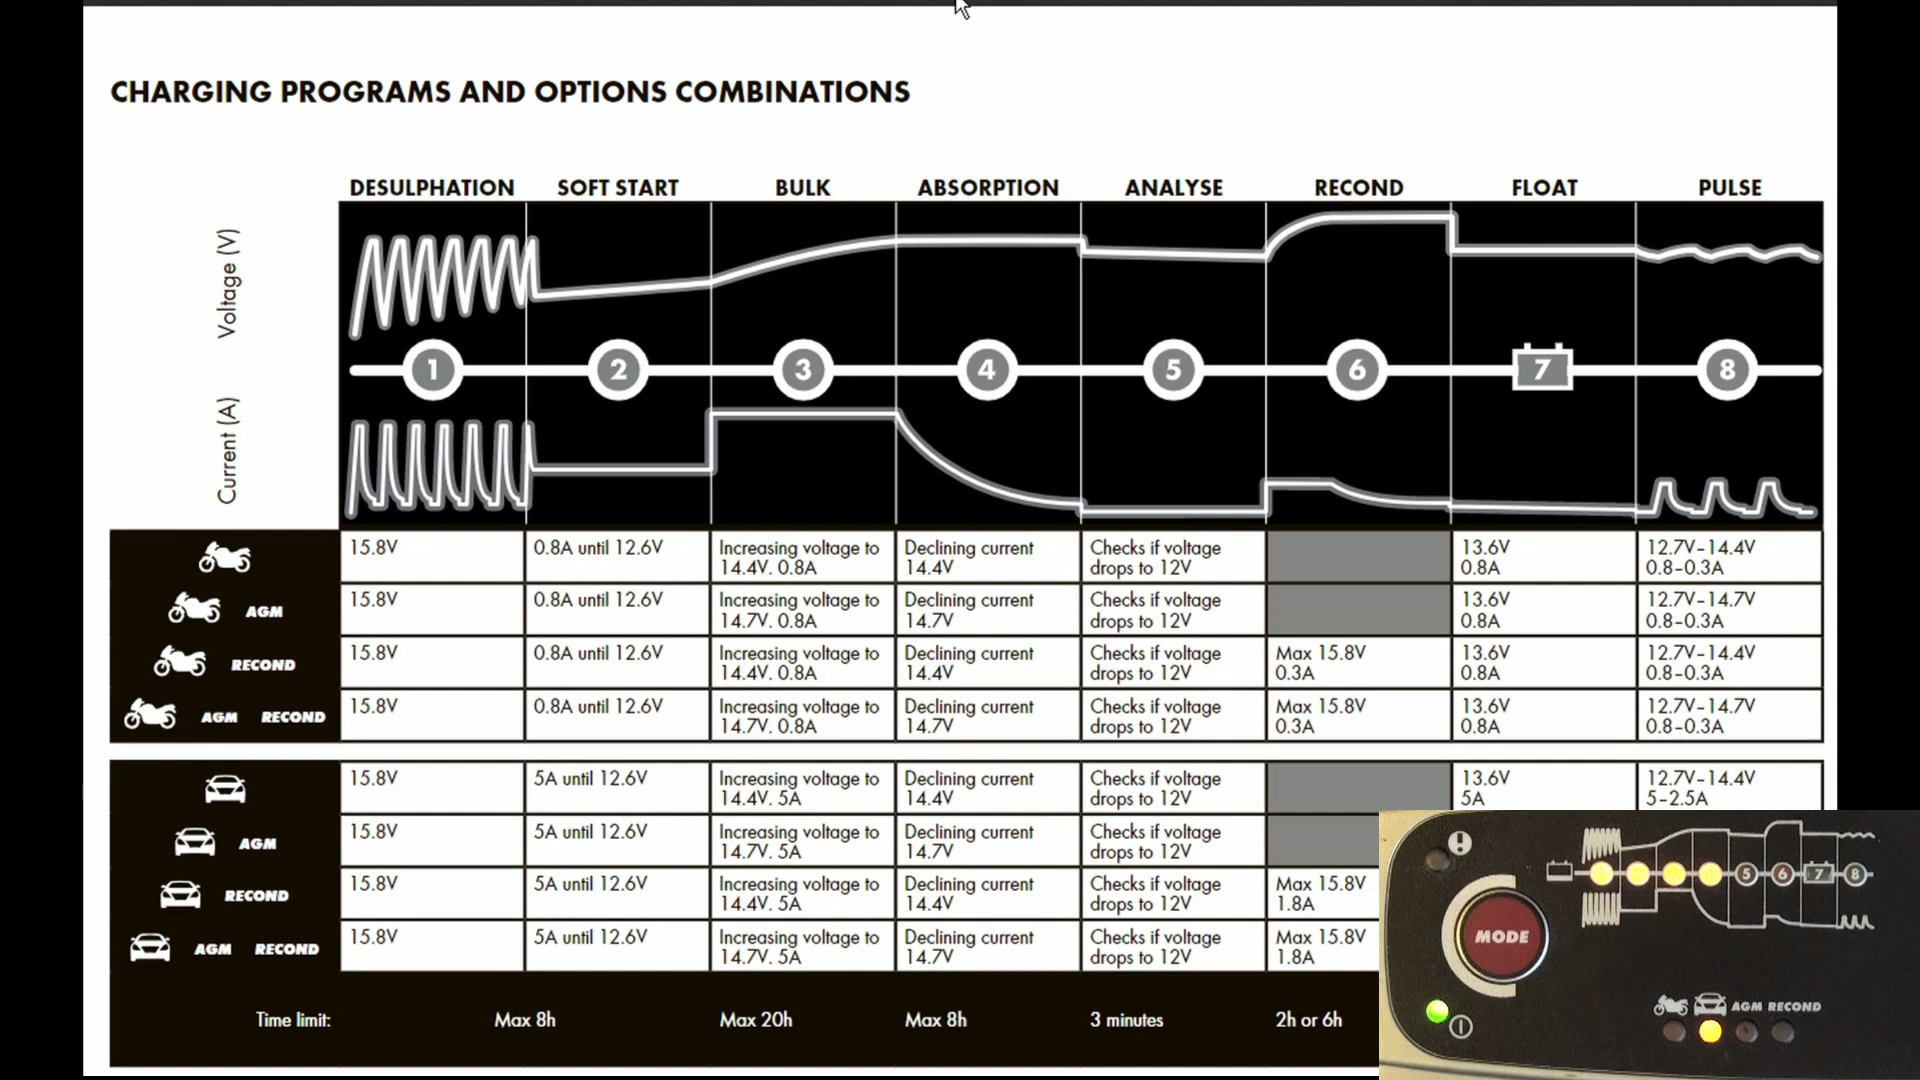 CHARGING PROGRAMS AND OPTIONS COMBINATIONS
DESULPHATION SOFT START BULK ABSORPTION ANALYSE RECOND FLOAT PULSE
Voltage (V)
1 2 3 4 5 6 7 8
Current (A)
15.8V 0.8A until 12.6V Increasing voltage to Declining current Checks if voltage 13.6V 12.7V–14.4V
14.4V. 0.8A 14.4V drops to 12V 0.8A 0.8–0.3A
AGM 15.8V 0.8A until 12.6V Increasing voltage to Declining current Checks if voltage 13.6V 12.7V–14.7V
14.7V. 0.8A 14.7V drops to 12V 0.8A 0.8–0.3A
RECOND 15.8V 0.8A until 12.6V Increasing voltage to Declining current Checks if voltage Max 15.8V 13.6V 12.7V–14.4V
14.4V. 0.8A 14.4V drops to 12V 0.3A 0.8A 0.8–0.3A
AGM RECOND 15.8V 0.8A until 12.6V Increasing voltage to Declining current Checks if voltage Max 15.8V 13.6V 12.7V–14.7V
14.7V. 0.8A 14.7V drops to 12V 0.3A 0.8A 0.8–0.3A
15.8V 5A until 12.6V Increasing voltage to Declining current Checks if voltage 13.6V 12.7V–14.4V
14.4V. 5A 14.4V drops to 12V 5A 5–2.5A
AGM 15.8V 5A until 12.6V Increasing voltage to Declining current Checks if voltage
14.7V. 5A 14.7V drops to 12V
RECOND 15.8V 5A until 12.6V Increasing voltage to Declining current Checks if voltage Max 15.8V
14.4V. 5A 14.4V drops to 12V 1.8A
AGM RECOND 15.8V 5A until 12.6V Increasing voltage to Declining current Checks if voltage Max 15.8V
14.7V. 5A 14.7V drops to 12V 1.8A
Time limit: Max 8h Max 20h Max 8h 3 minutes 2h or 6h
5 6 7 8
MODE
AGM RECOND